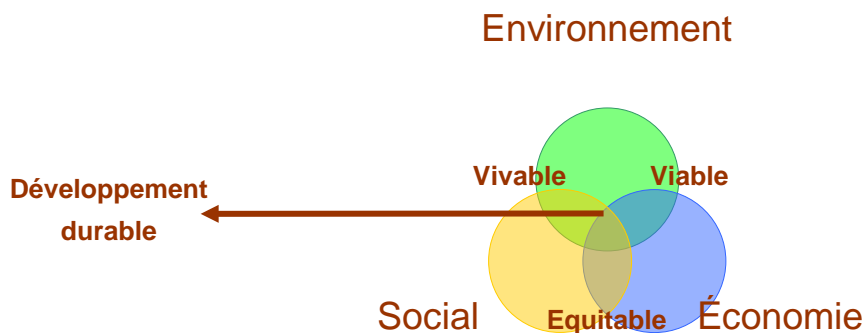 Environnement
Vivable
Viable
Développement
durable
Social
Equitable
Économie